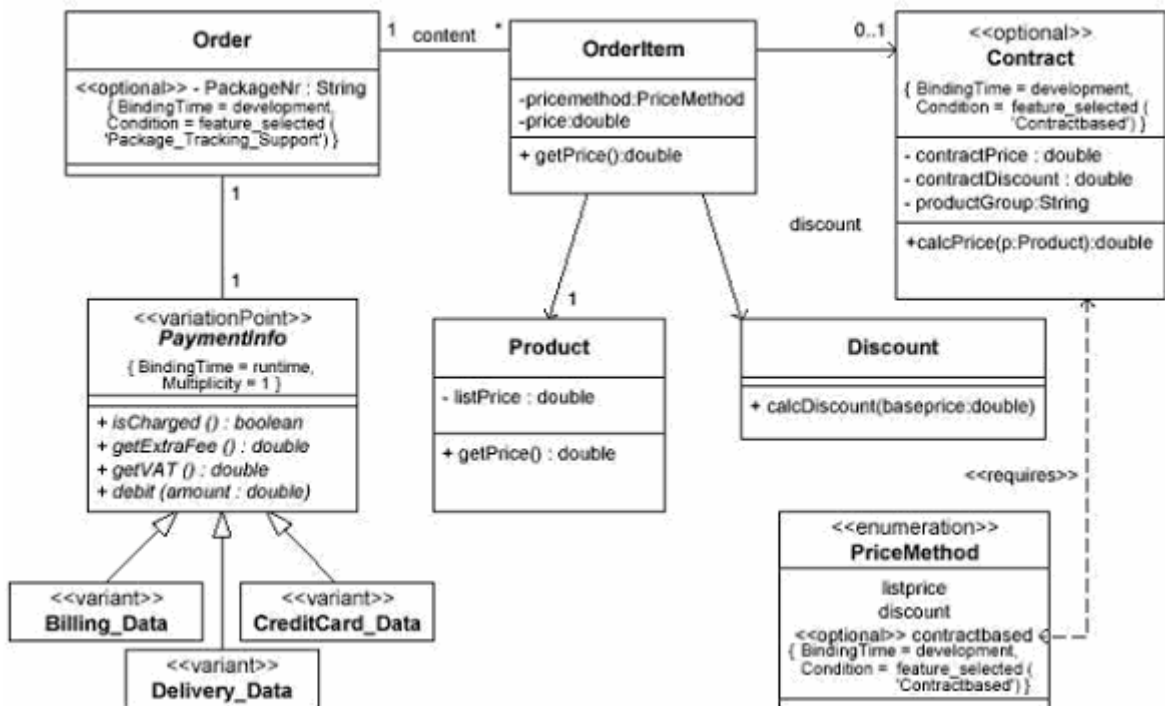 Order
<<optional>> - PackageNr : String
{ BindingTime = development,
Condition = feature_selected (
'Package_Tracking_Support') }
1
content
*
OrderItem
-pricemethod:PriceMethod
-price:double
+ getPrice():double
0..1
<<optional>>
Contract
{ BindingTime = development,
Condition = feature_selected (
'Contractbased') }
- contractPrice : double
- contractDiscount : double
- productGroup:String
+calcPrice(p:Product):double
1
1
<<variationPoint>>
PaymentInfo
{ BindingTime = runtime,
Multiplicity = 1 }
+ isCharged () : boolean
+ getExtraFee () : double
+ getVAT () : double
+ debit (amount : double)
1
Product
- listPrice : double
+ getPrice() : double
discount
Discount
+ calcDiscount(baseprice:double)
<<requires>>
<<variant>>
Billing_Data
<<variant>>
Delivery_Data
<<variant>>
CreditCard_Data
<<enumeration>>
PriceMethod
listprice
discount
<<optional>> contractbased
{ BindingTime = development,
Condition = feature_selected (
'Contractbased') }